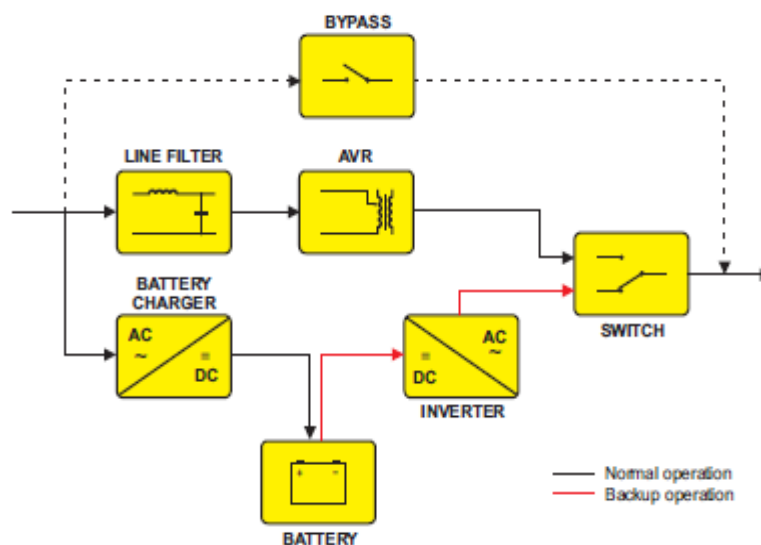 BYPASS
LINE FILTER
AVR
BATTERY
CHARGER
AC
~
=
DC
AC
~
=
DC
SWITCH
INVERTER
+ -
BATTERY
Normal operation
Backup operation